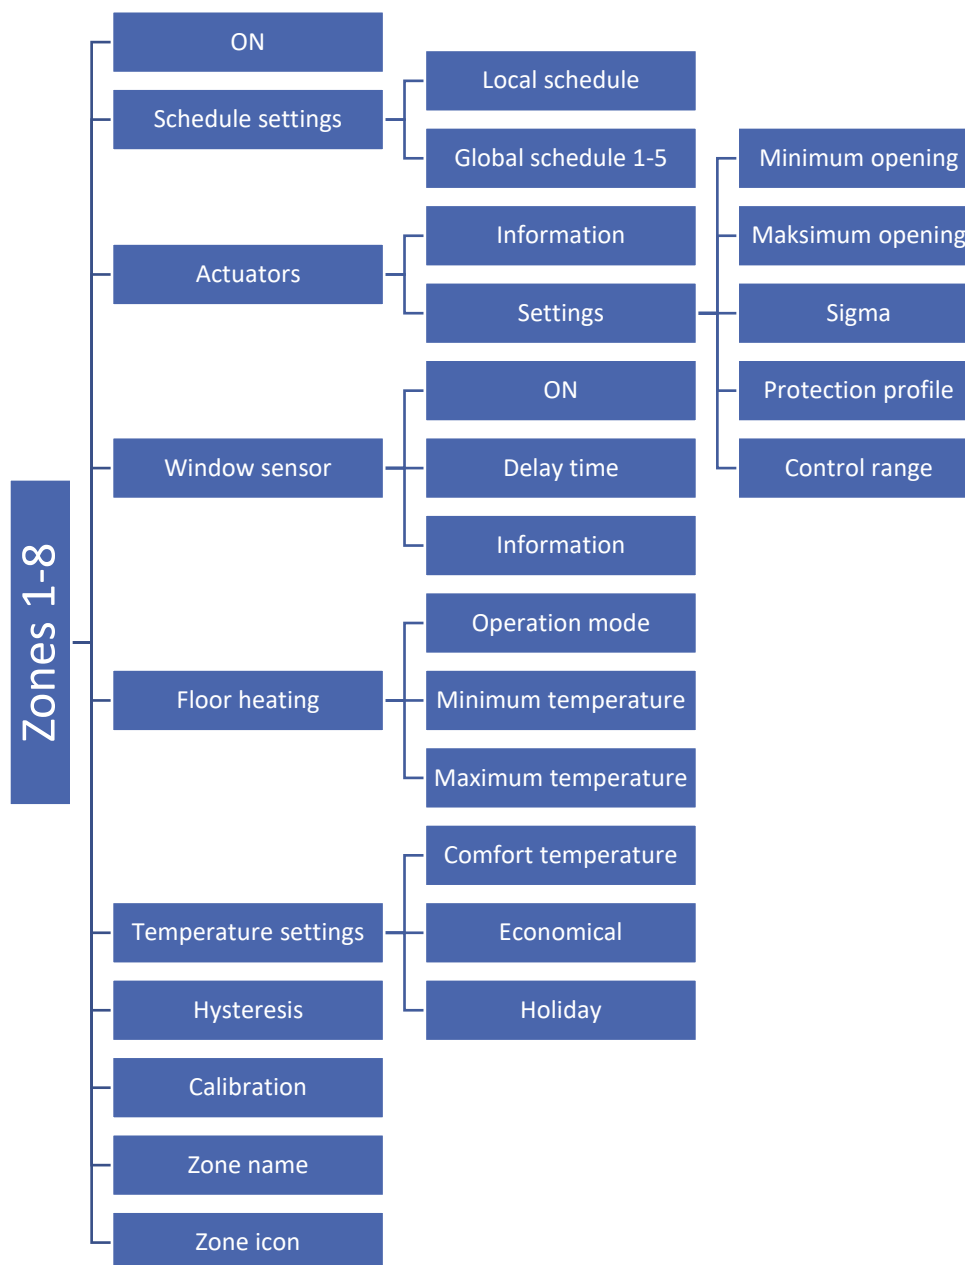 Zones 1-8
ON
Schedule settings
Local schedule
Global schedule 1-5
Actuators
Information
Settings
Minimum opening
Maksimum opening
Sigma
Protection profile
Control range
Window sensor
ON
Delay time
Information
Floor heating
Operation mode
Minimum temperature
Maximum temperature
Temperature settings
Comfort temperature
Economical
Holiday
Hysteresis
Calibration
Zone name
Zone icon